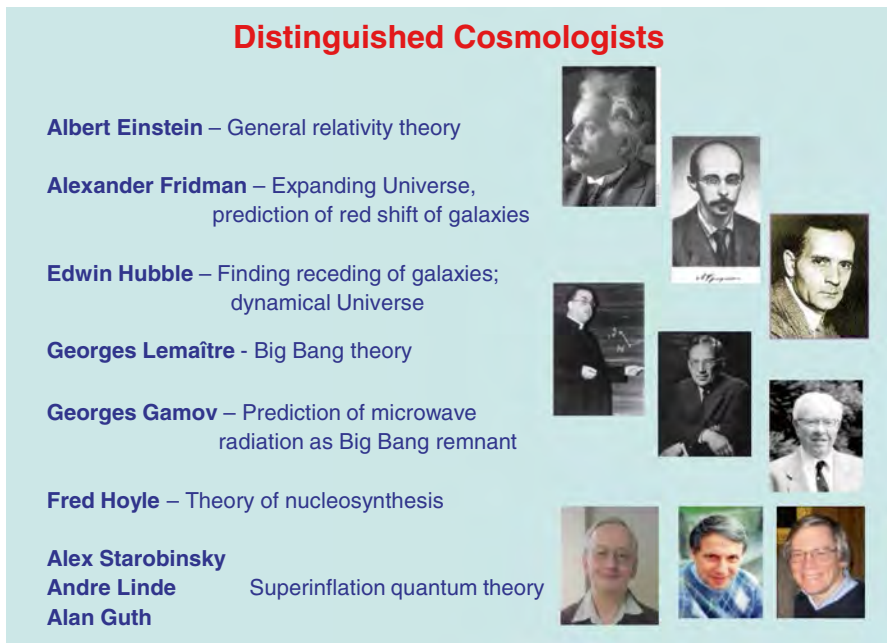 Distinguished Cosmologists
Albert Einstein – General relativity theory
Alexander Fridman – Expanding Universe,
prediction of red shift of galaxies
Edwin Hubble – Finding receding of galaxies;
dynamical Universe
Georges Lemaître - Big Bang theory
Georges Gamov – Prediction of microwave
radiation as Big Bang remnant
Fred Hoyle – Theory of nucleosynthesis
Alex Starobinsky
Andre Linde Superinflation quantum theory
Alan Guth